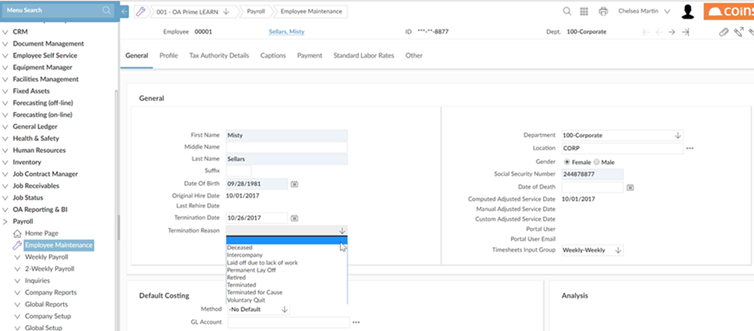 Menu Search
001 - OA Prime LEARN
Payroll
Employee Maintenance
Chelsea Martin
coins
Employee 00001 Sellars, Misty ID ***-**-8877 Dept. 100-Corporate
General Profile Tax Authority Details Captions Payment Standard Labor Rates Other
CRM
Document Management
Employee Self Service
Equipment Manager
Facilities Management
Fixed Assets
Forecasting (off-line)
Forecasting (on-line)
General Ledger
Health & Safety
Human Resources
Inventory
Job Contract Manager
Job Receivables
Job Status
OA Reporting & BI
Payroll
Home Page
Employee Maintenance
Weekly Payroll
2-Weekly Payroll
Inquiries
Company Reports
Global Reports
Company Setup
Global Setup
General
First Name Misty
Middle Name
Last Name Sellars
Suffix
Date Of Birth 09/28/1981
Original Hire Date 10/01/2017
Last Rehire Date
Termination Date 10/26/2017
Termination Reason
Deceased
Intercompany
Laid off due to lack of work
Permanent Lay Off
Retired
Terminated
Terminated for Cause
Voluntary Quit
Department 100-Corporate
Location CORP
Gender Female Male
Social Security Number 244878877
Date of Death
Computed Adjusted Service Date 10/01/2017
Manual Adjusted Service Date
Custom Adjusted Service Date
Portal User
Portal User Email
Timesheets Input Group Weekly-Weekly
Default Costing
Method -No Default
GL Account
Analysis